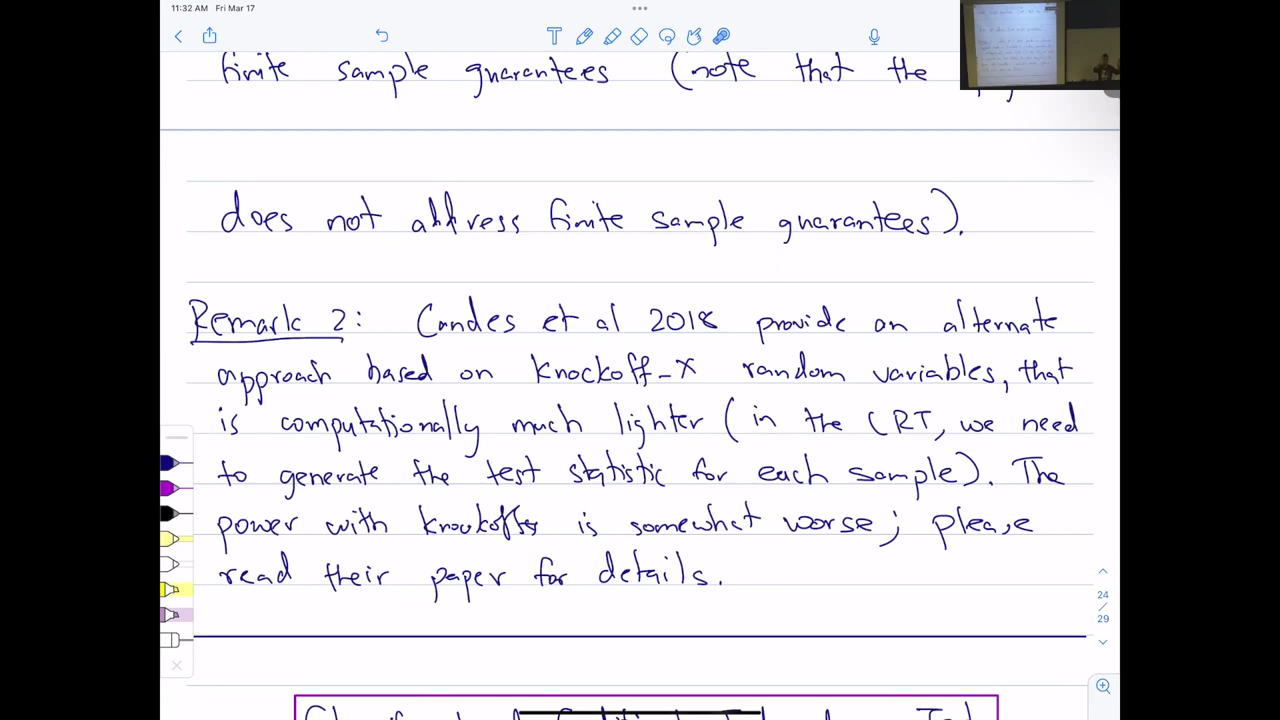 11:32 AM Fri Mar 17
finite sample guarantees (note that the
does not address finite sample guarantees).
Remark 2: Candes et al 2018 provide an alternate
approach based on knockoff-X random variables, that
is computationally much lighter (in the CRT, we need
to generate the test statistic for each sample). The
power with knockoffs is somewhat worse; please
read their paper for details.
24
/
29